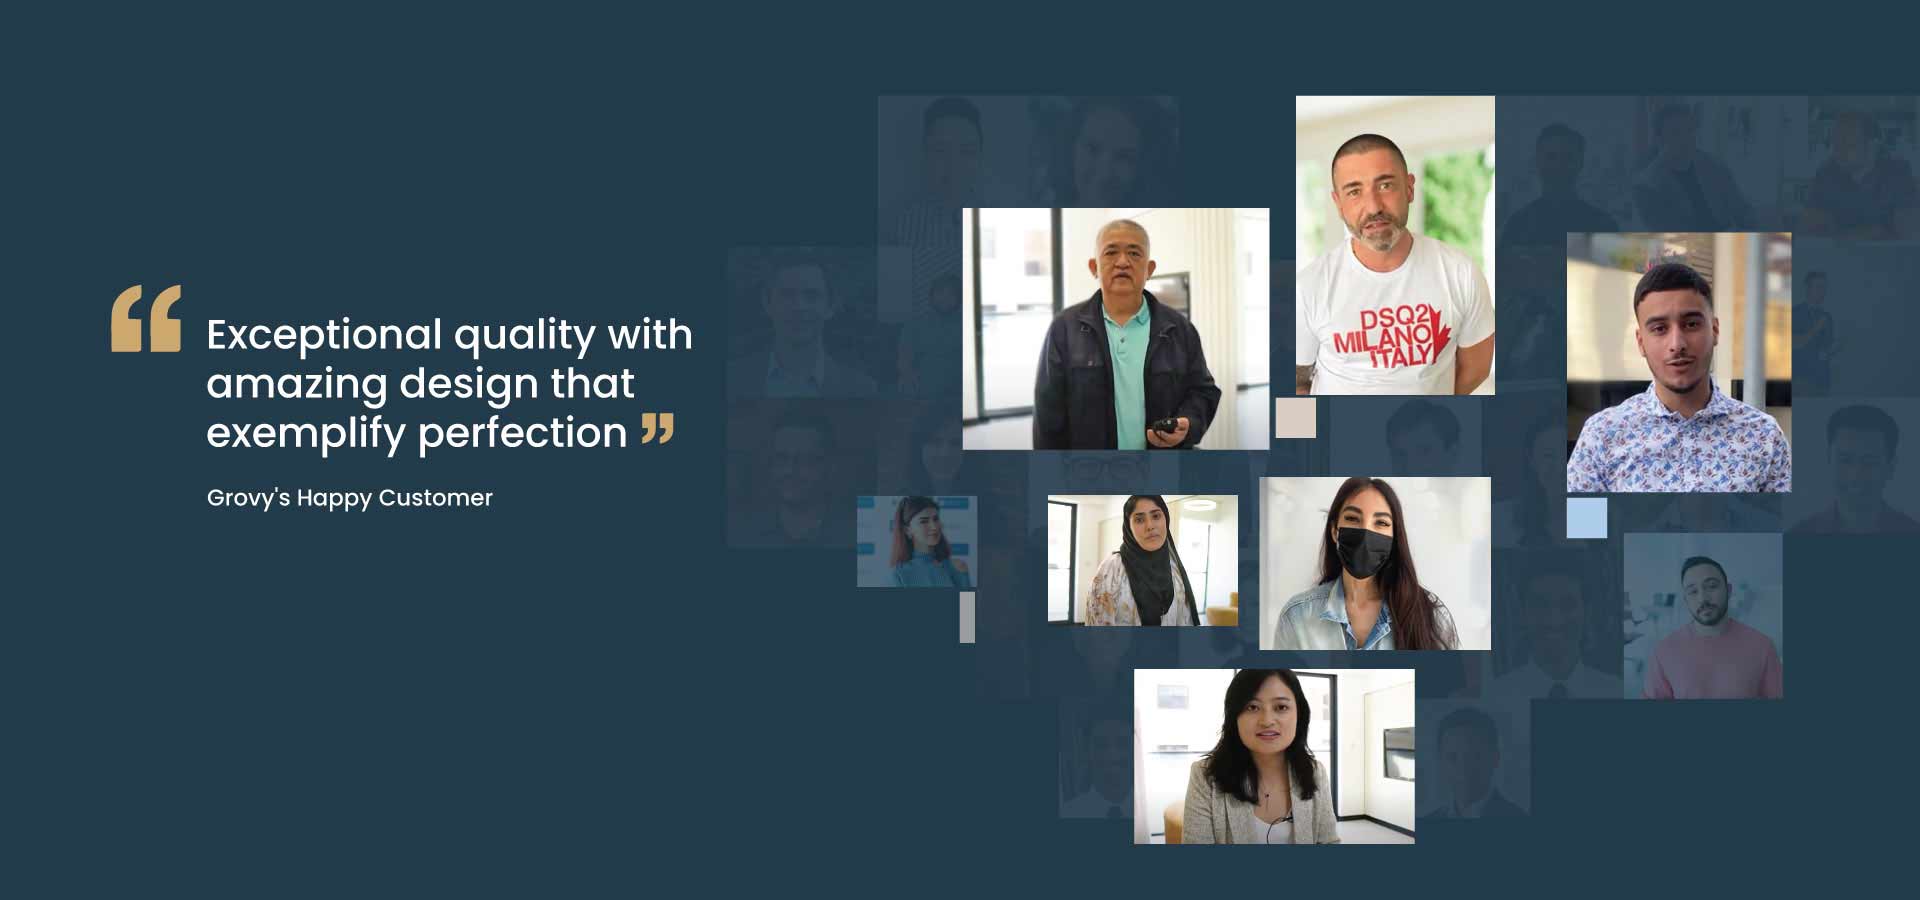 “ Exceptional quality with
amazing design that
exemplify perfection ”
Grovy's Happy Customer
DSQ2
MILANO
ITALY